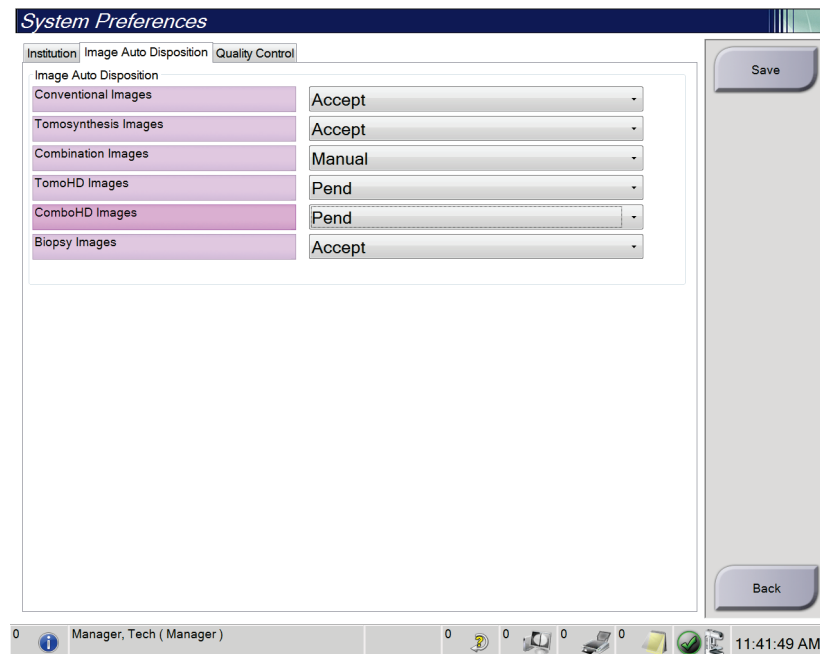 System Preferences
Institution Image Auto Disposition Quality Control
Image Auto Disposition
Conventional Images Accept
Tomosynthesis Images Accept
Combination Images Manual
TomoHD Images Pend
ComboHD Images Pend
Biopsy Images Accept
Save
Back
0 Manager, Tech ( Manager ) 0 0 0 0 11:41:49 AM